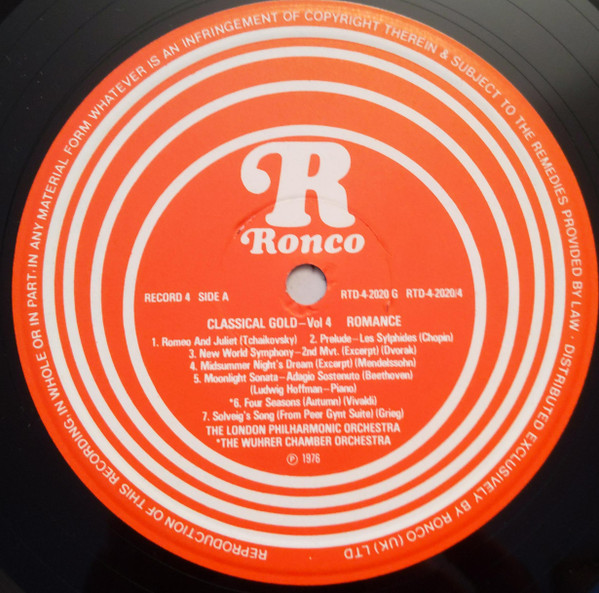 REPRODUCTION OF THIS RECORDING, IN WHOLE OR IN PART, IN ANY MATERIAL FORM WHATEVER IS AN INFRINGEMENT OF COPYRIGHT THEREIN & SUBJECT TO THE REMEDIES PROVIDED BY LAW · DISTRIBUTED EXCLUSIVELY BY RONCO (UK) LTD
R
Ronco
RECORD 4 SIDE A RTD-4-2020 G RTD-4-2020/4
CLASSICAL GOLD–Vol 4 ROMANCE
1. Romeo And Juliet (Tchaikovsky) 2. Prelude–Les Sylphides (Chopin)
3. New World Symphony–2nd Mvt. (Excerpt) (Dvorak)
4. Midsummer Night's Dream (Excerpt) (Mendelssohn)
5. Moonlight Sonata–Adagio Sostenuto (Beethoven)
(Ludwig Hoffman–Piano)
*6. Four Seasons (Autumn) (Vivaldi)
7. Solveig's Song (From Peer Gynt Suite) (Grieg)
THE LONDON PHILHARMONIC ORCHESTRA
*THE WUHRER CHAMBER ORCHESTRA
℗ 1976